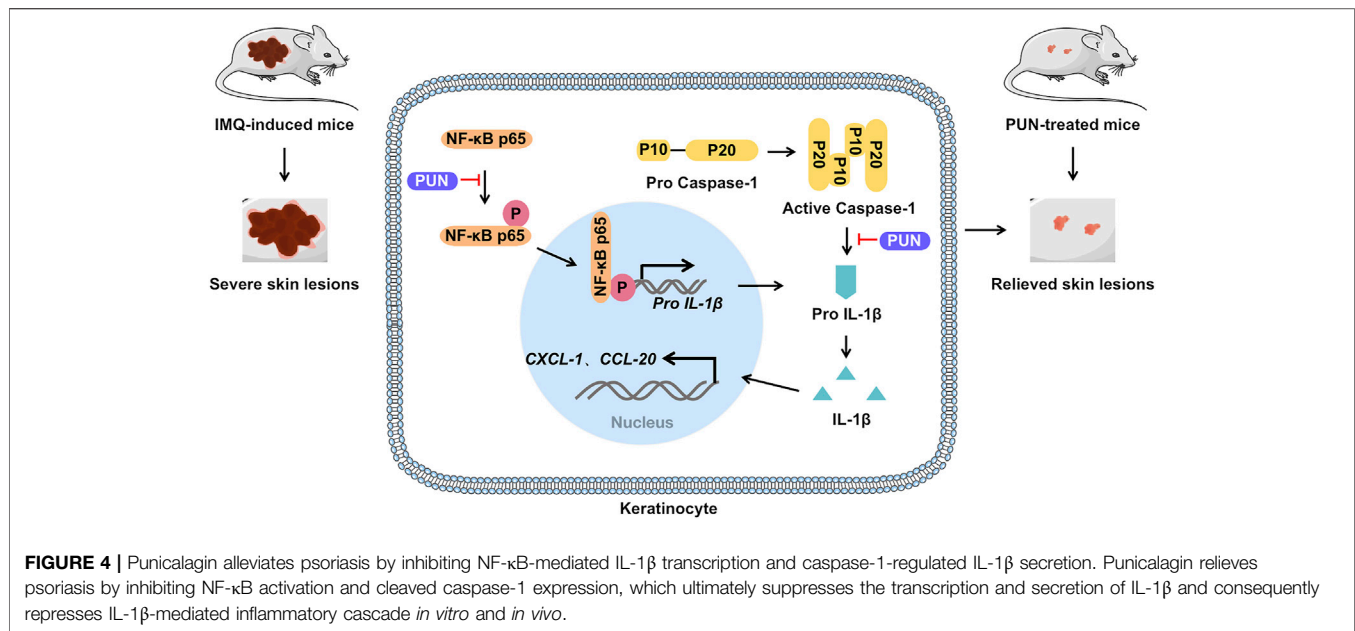 IMQ-induced mice
Severe skin lesions
NF-κB p65
PUN
P
NF-κB p65
NF-κB p65
P
Pro IL-1β
CXCL-1、CCL-20
Nucleus
P10
P20
Pro Caspase-1
P20
P10
P10
P20
Active Caspase-1
PUN
Pro IL-1β
IL-1β
Keratinocyte
PUN-treated mice
Relieved skin lesions
FIGURE 4 | Punicalagin alleviates psoriasis by inhibiting NF-κB-mediated IL-1β transcription and caspase-1-regulated IL-1β secretion. Punicalagin relieves
psoriasis by inhibiting NF-κB activation and cleaved caspase-1 expression, which ultimately suppresses the transcription and secretion of IL-1β and consequently
represses IL-1β-mediated inflammatory cascade in vitro and in vivo.